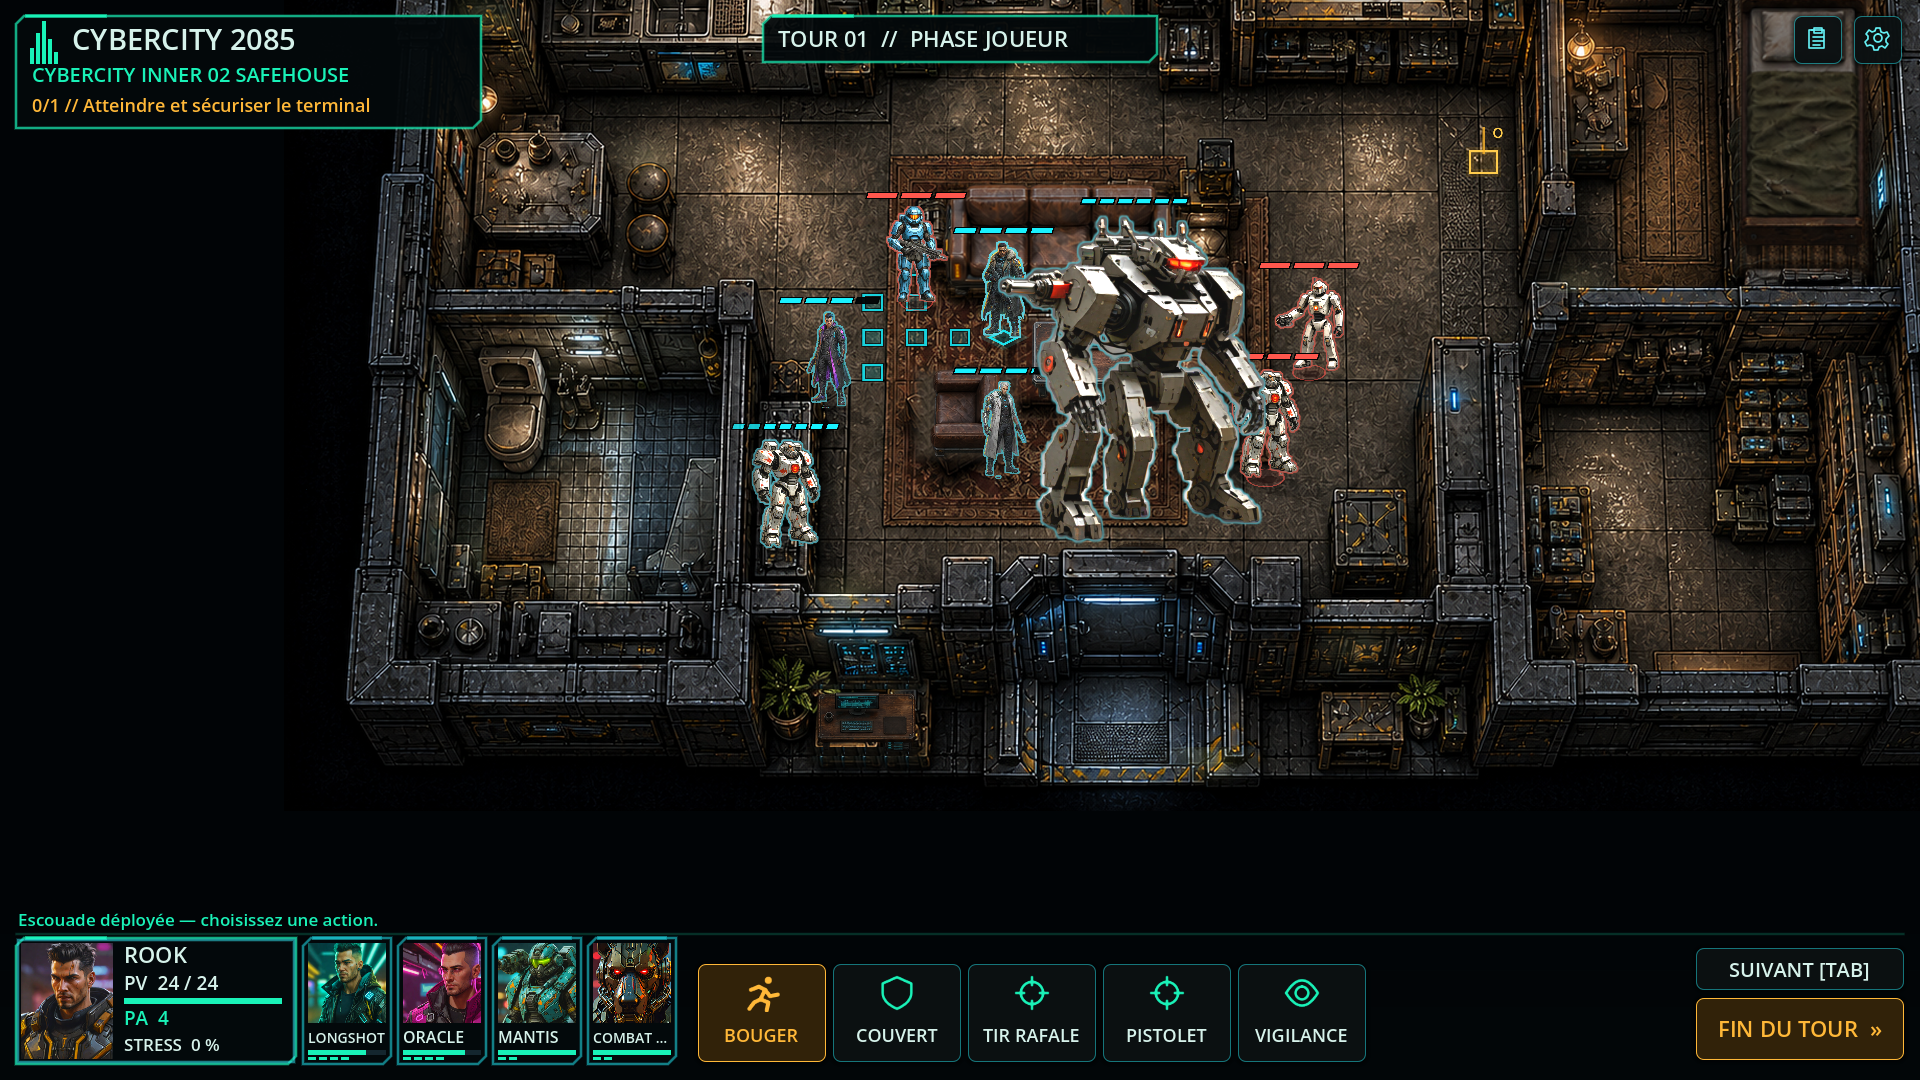 CYBERCITY 2085
CYBERCITY INNER 02 SAFEHOUSE
0/1 // Atteindre et sécuriser le terminal
TOUR 01 // PHASE JOUEUR
Escouade déployée — choisissez une action.
ROOK
PV 24 / 24
PA 4
STRESS 0 %
LONGSHOT
ORACLE
MANTIS
COMBAT ...
BOUGER
COUVERT
TIR RAFALE
PISTOLET
VIGILANCE
SUIVANT [TAB]
FIN DU TOUR »